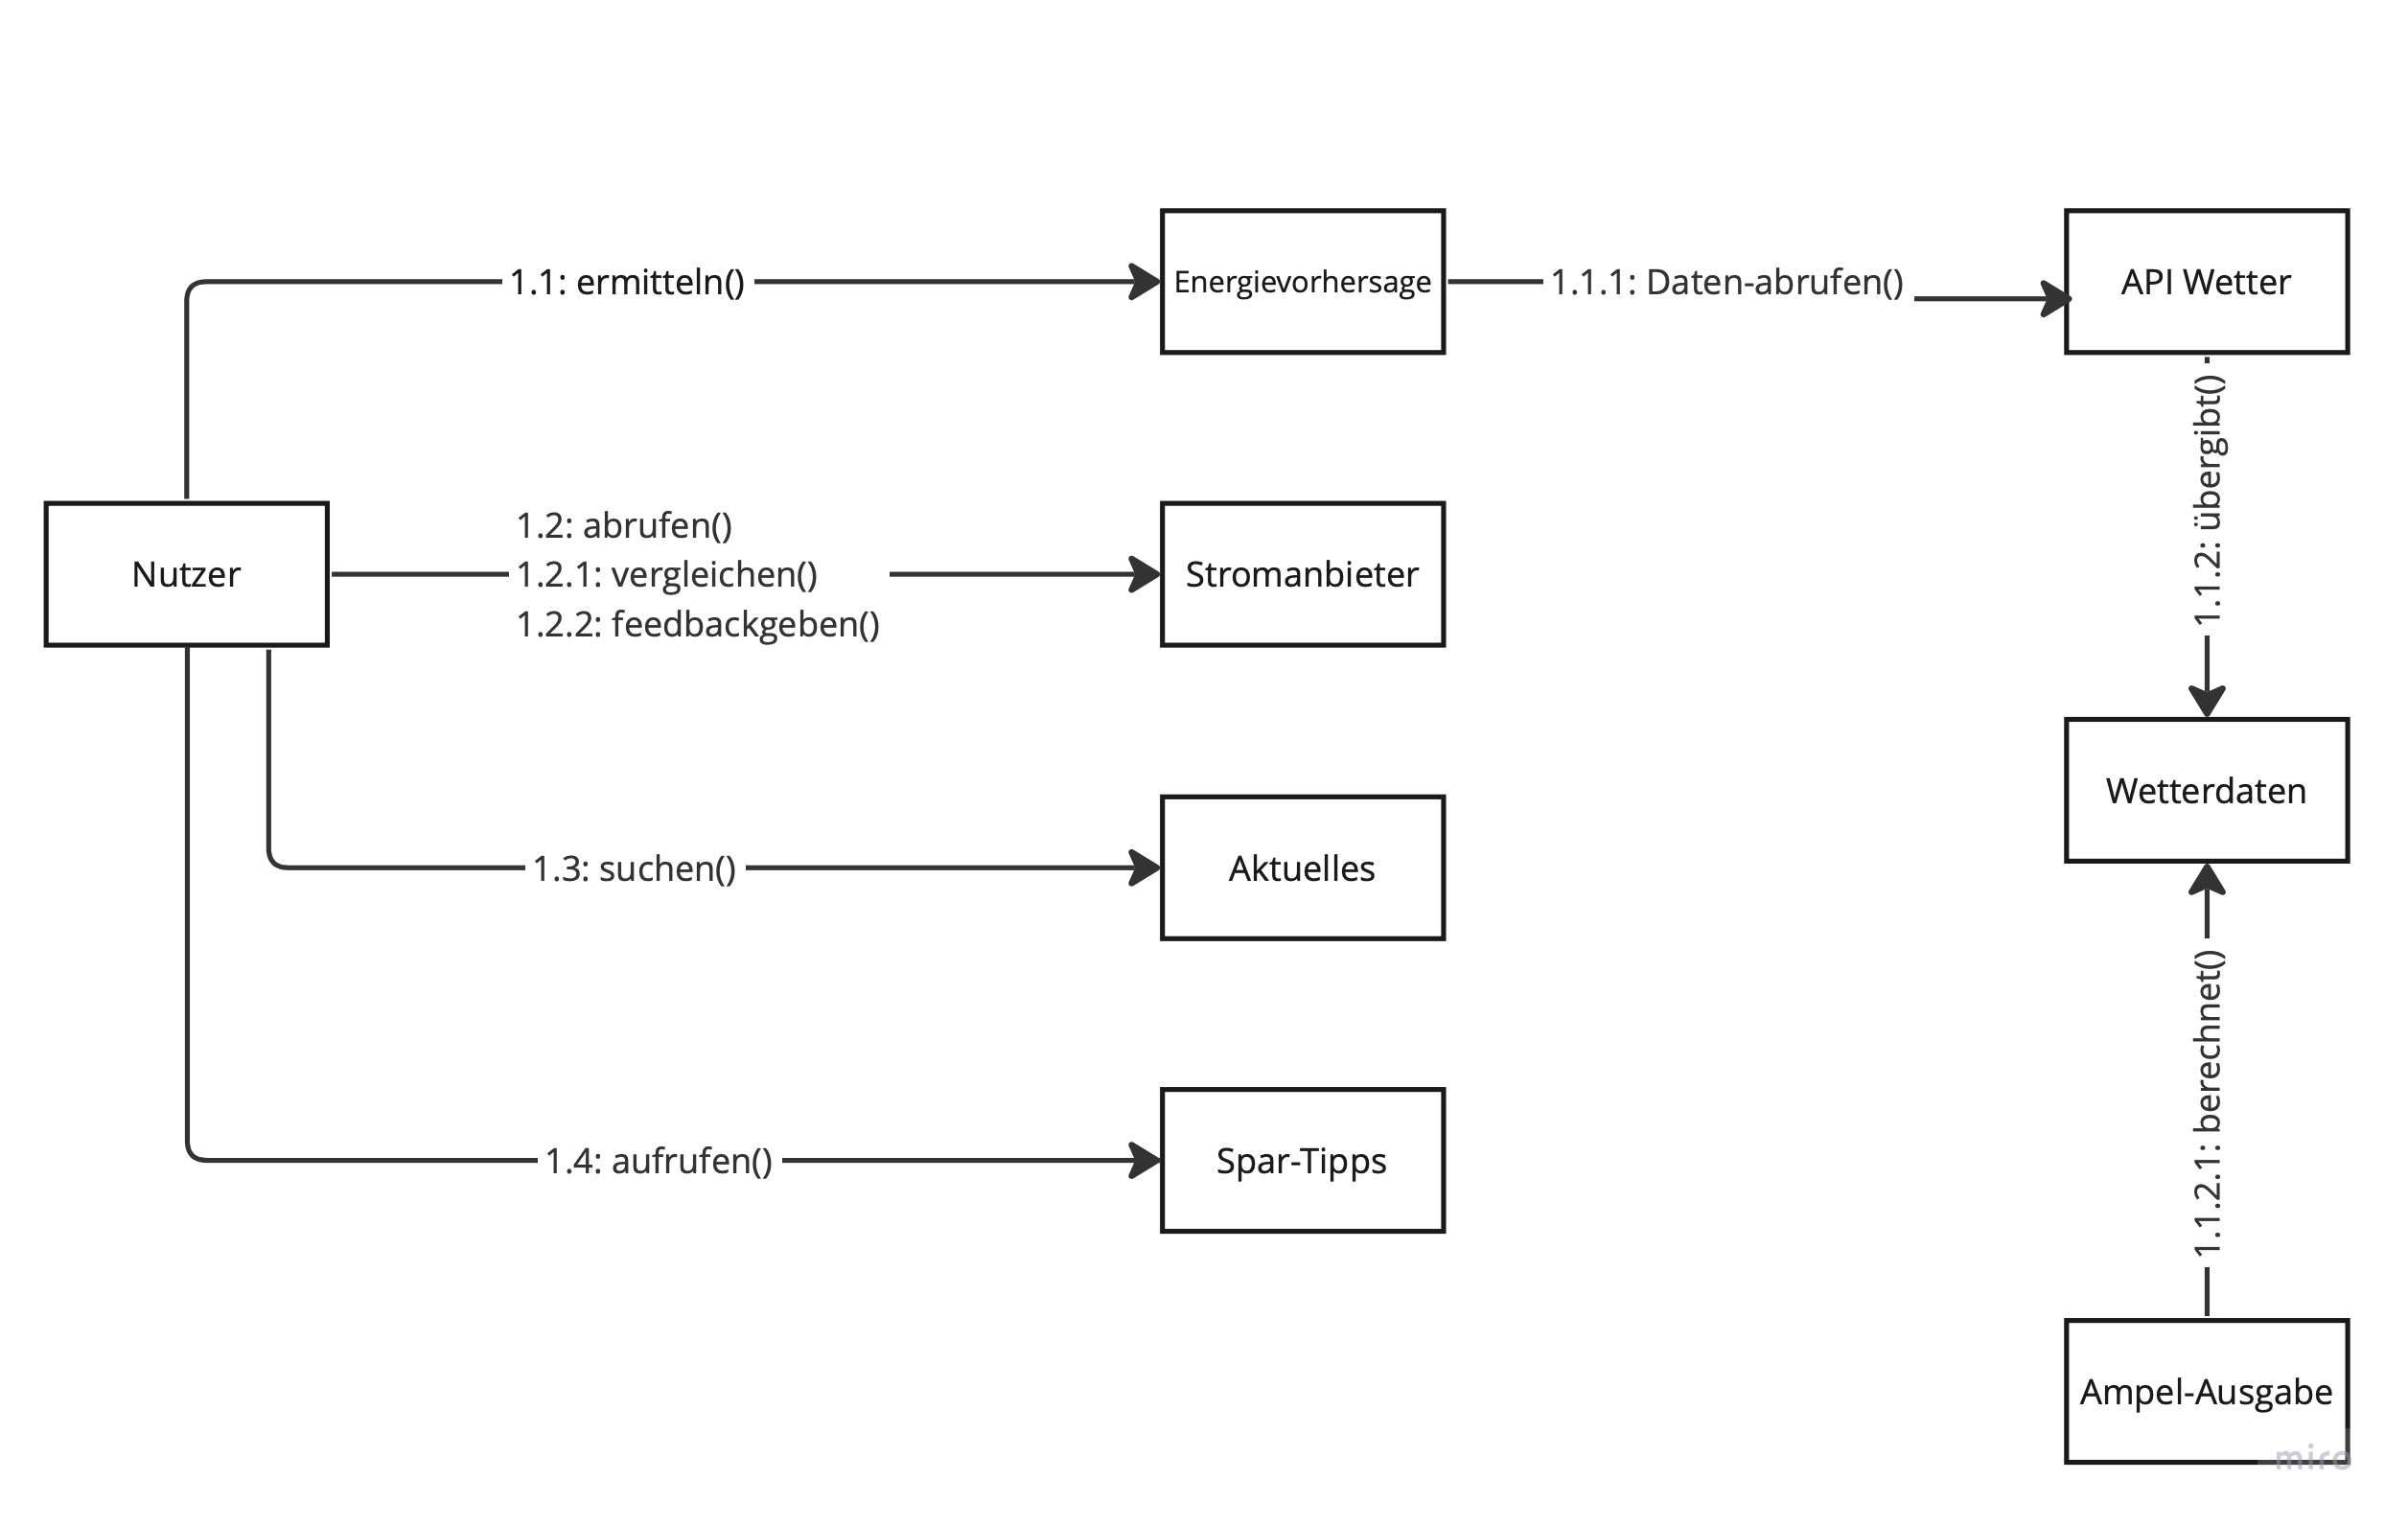 1.1: ermitteln()
Energievorhersage
1.1.1: Daten-abrufen()
API Wetter
1.1.2: übergibt()
Nutzer
1.2: abrufen()
1.2.1: vergleichen()
1.2.2: feedbackgeben()
Stromanbieter
Wetterdaten
1.3: suchen()
Aktuelles
1.1.2.1: berechnet()
1.4: aufrufen()
Spar-Tipps
Ampel-Ausgabe
miro